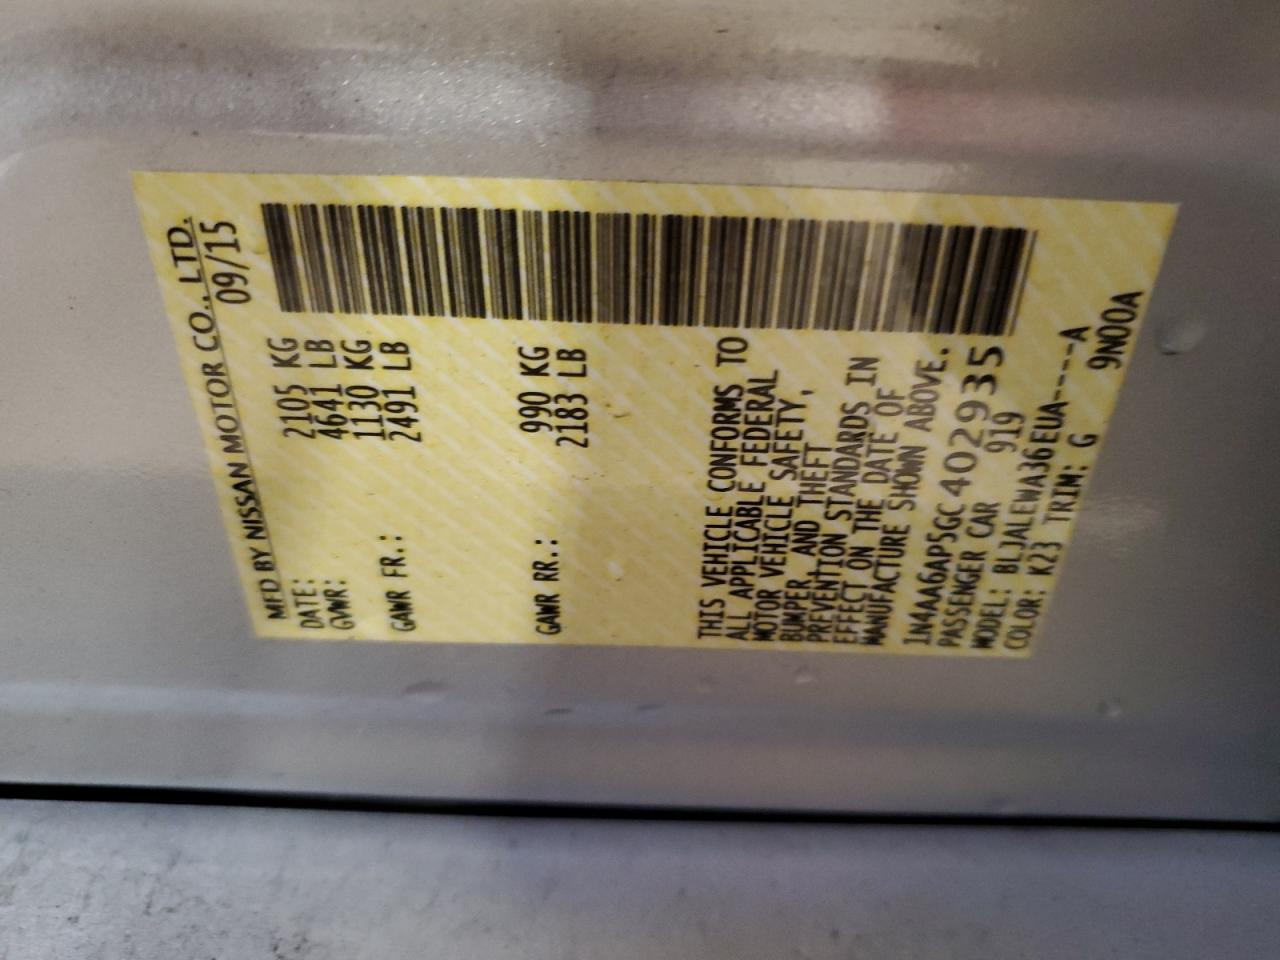 MFD BY NISSAN MOTOR CO., LTD.
DATE: 09/15
GVWR: 2105 KG
4641 LB
GAWR FR.: 1130 KG
2491 LB
GAWR RR.: 990 KG
2183 LB
THIS VEHICLE CONFORMS TO
ALL APPLICABLE FEDERAL
MOTOR VEHICLE SAFETY,
BUMPER, AND THEFT
PREVENTION STANDARDS IN
EFFECT ON THE DATE OF
MANUFACTURE SHOWN ABOVE.
1N4AA6AP5GC402935
PASSENGER CAR 919
MODEL: BLJALEWA36EUA----A
COLOR: K23 TRIM: G 9N00A